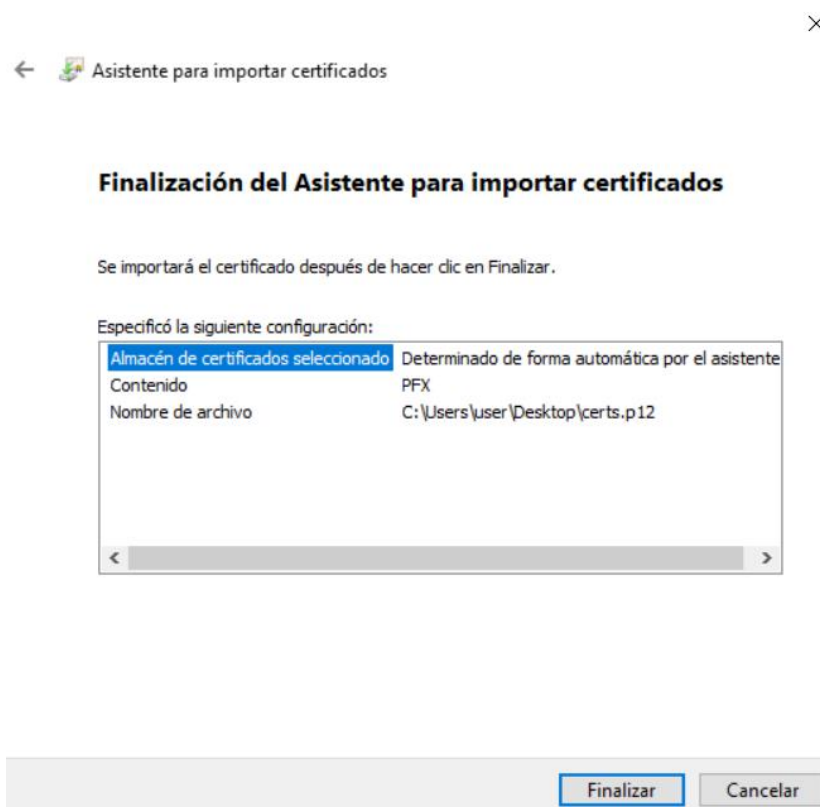 Asistente para importar certificados
Finalización del Asistente para importar certificados
Se importará el certificado después de hacer clic en Finalizar.
Especificó la siguiente configuración:
Almacén de certificados seleccionado Determinado de forma automática por el asistente
Contenido PFX
Nombre de archivo C:\Users\user\Desktop\certs.p12
Finalizar Cancelar